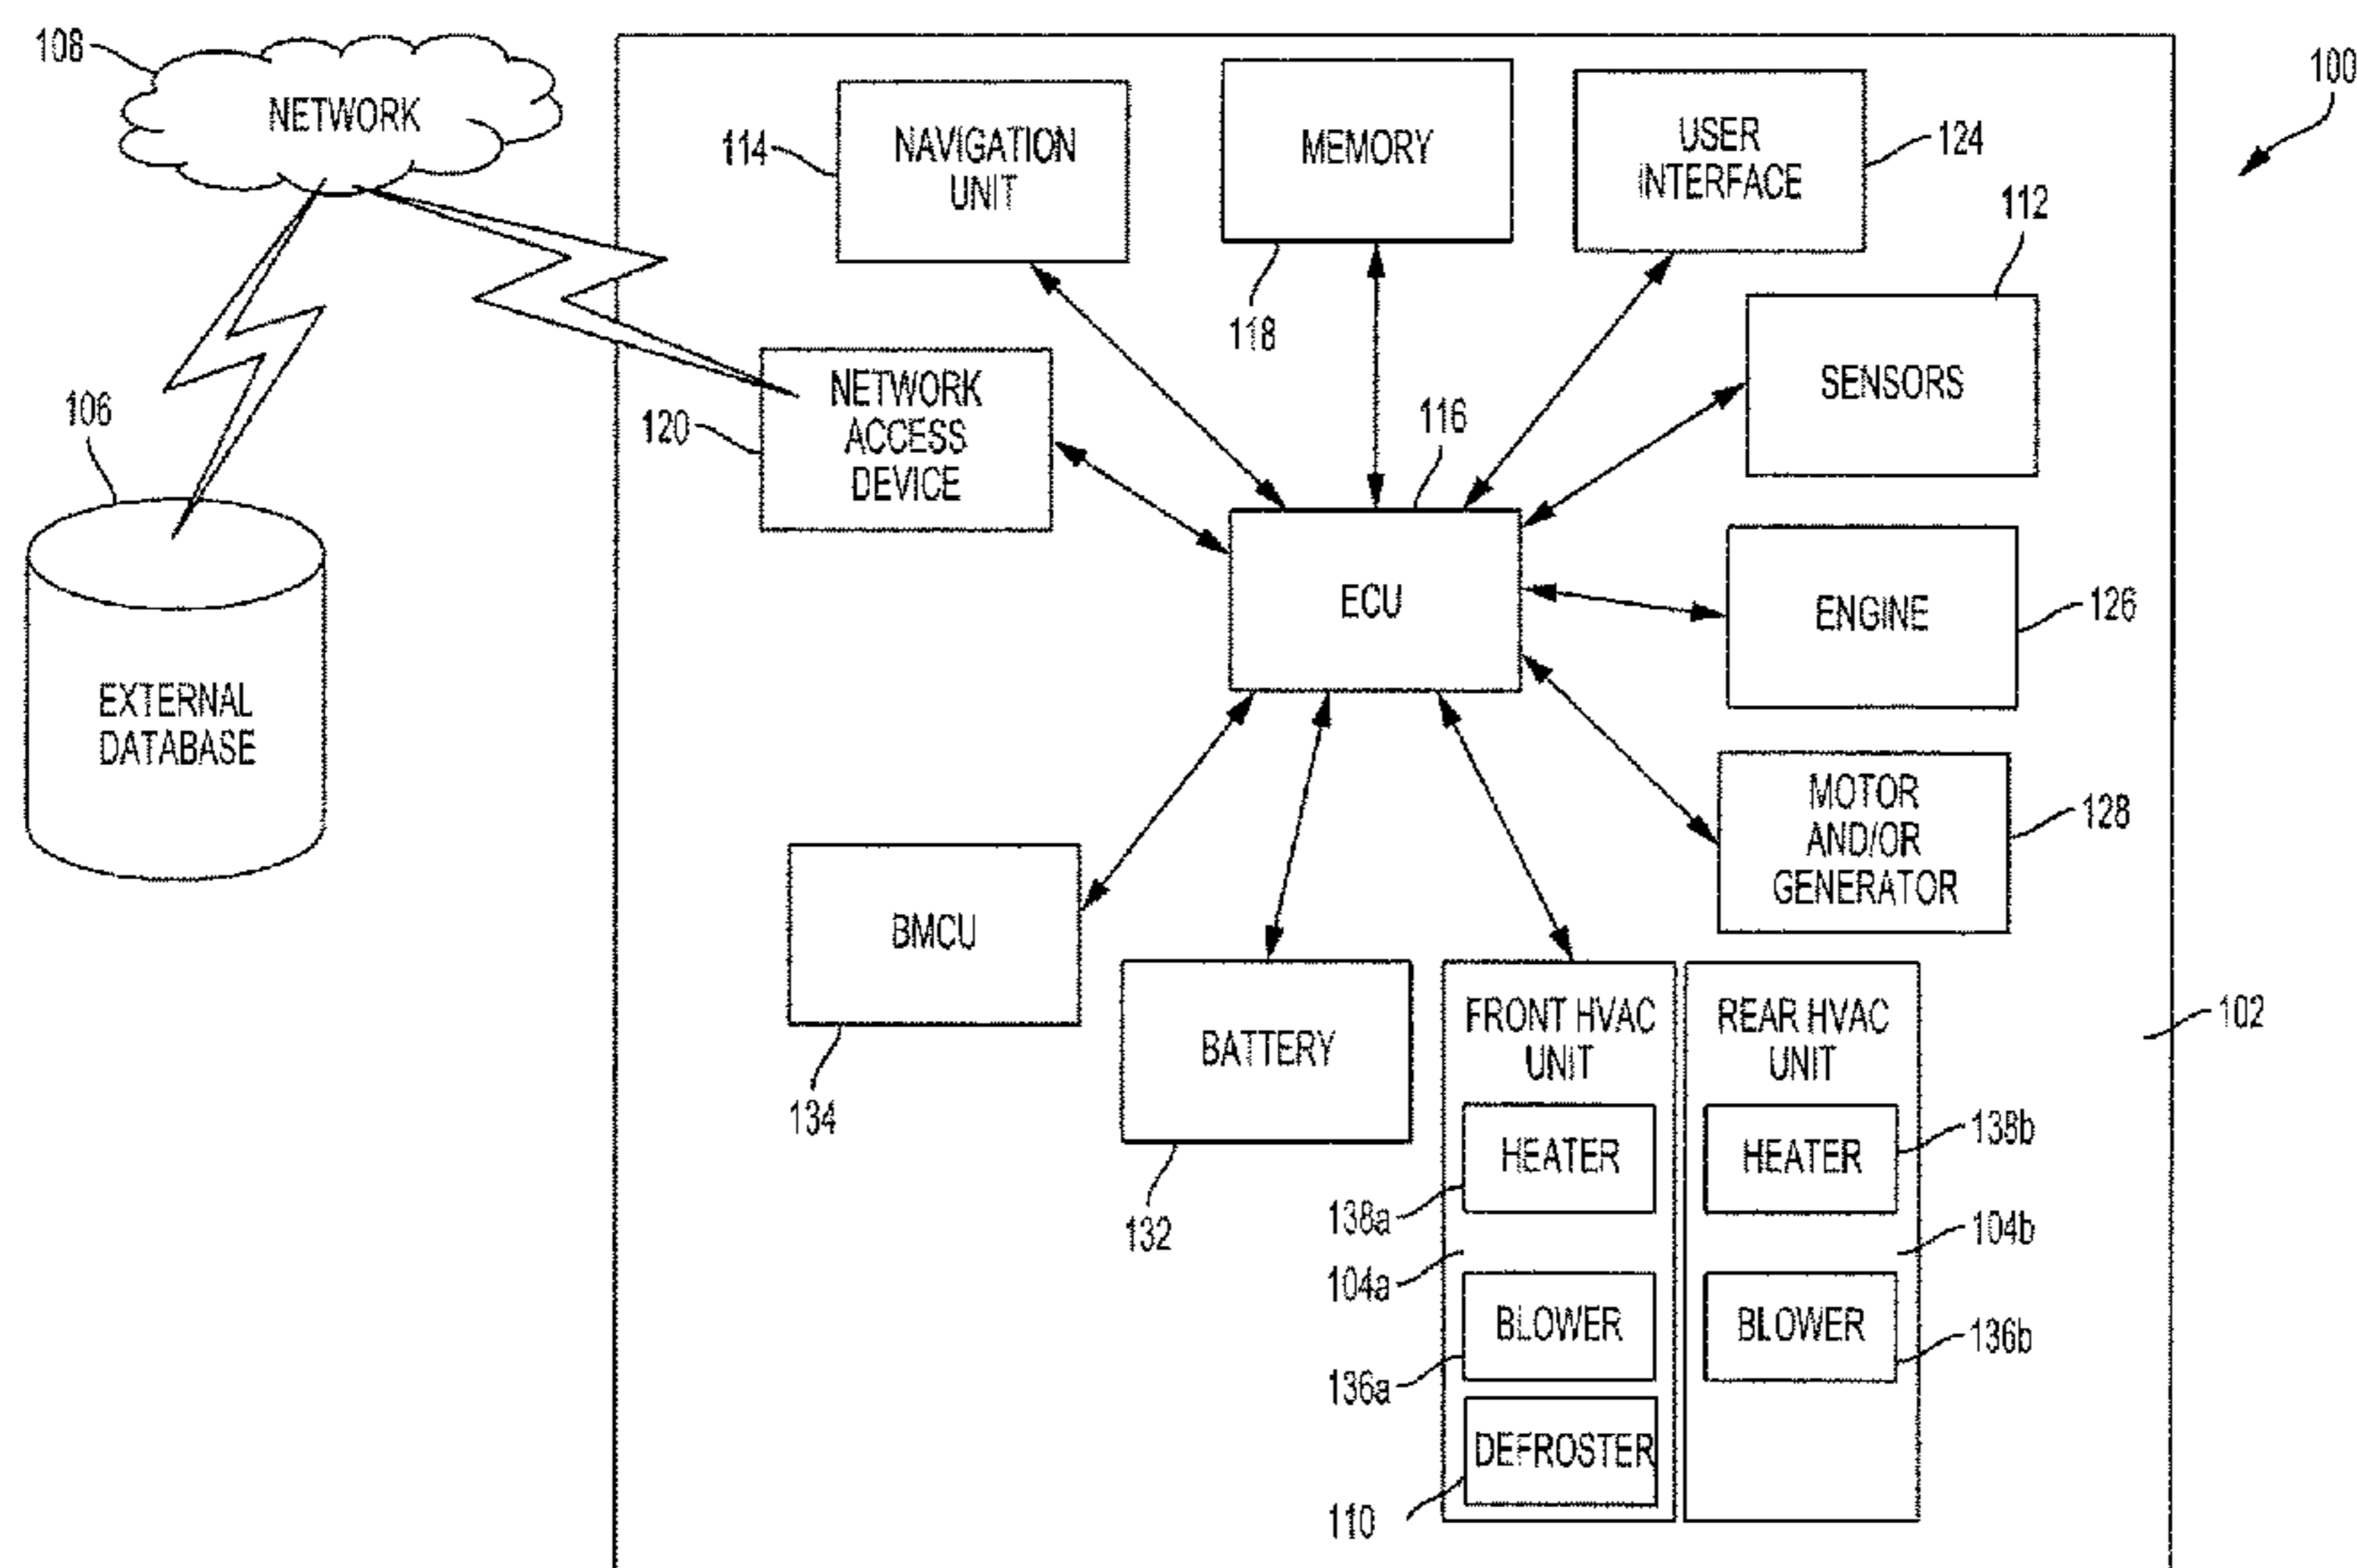 108
NETWORK
100
114
NAVIGATION
UNIT
MEMORY
118
USER
INTERFACE
124
112
SENSORS
106
EXTERNAL
DATABASE
120
NETWORK
ACCESS
DEVICE
116
ECU
ENGINE
126
MOTOR
AND/OR
GENERATOR
128
BMCU
134
BATTERY
132
FRONT HVAC
UNIT
HEATER
138a
104a
BLOWER
136a
DEFROSTER
110
REAR HVAC
UNIT
HEATER
138b
104b
BLOWER
136b
102